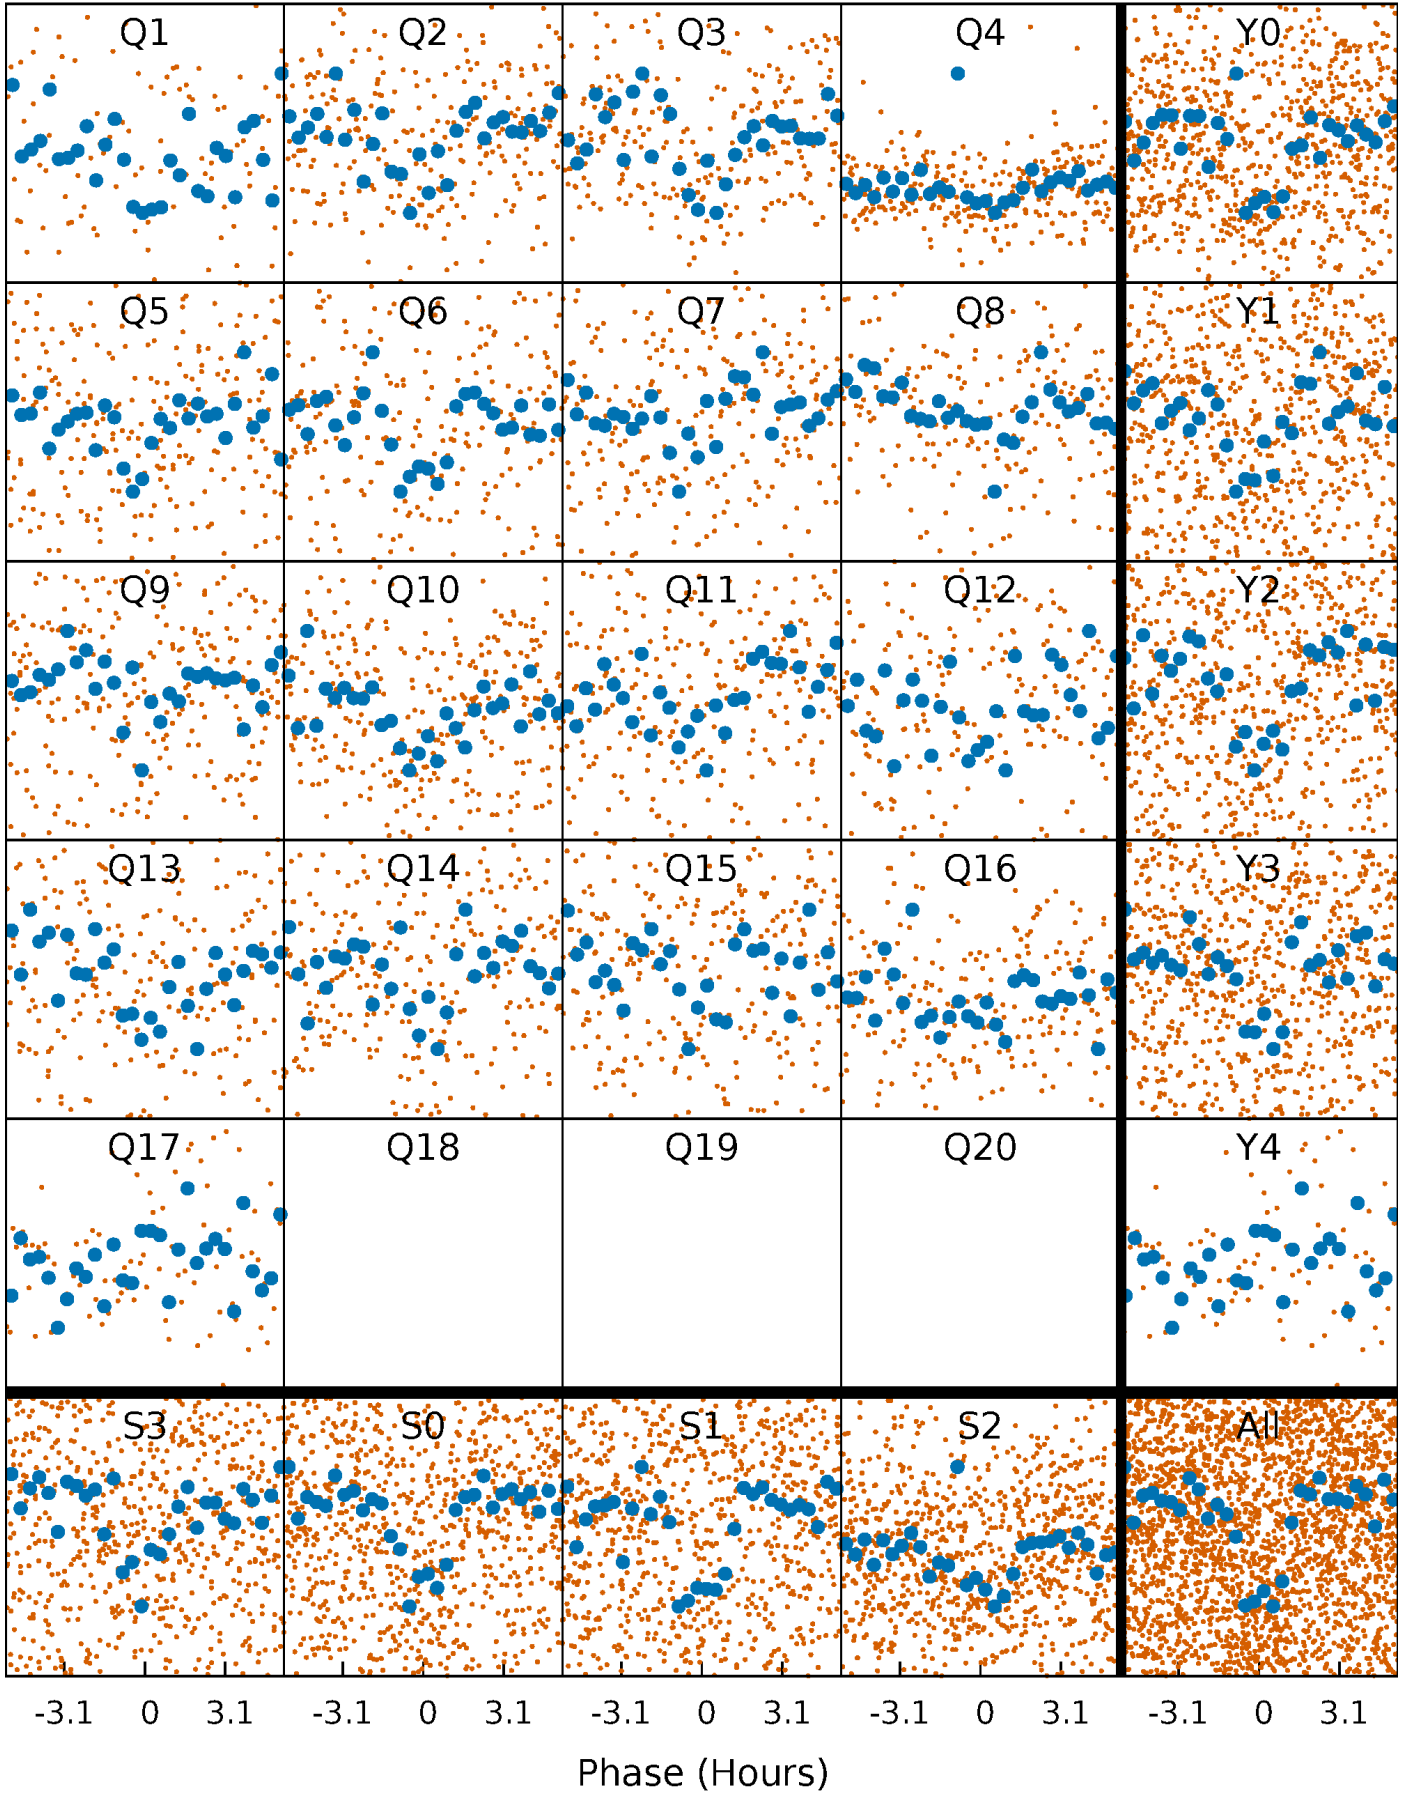 Q1 Q2 Q3 Q4 Y0
Q5 Q6 Q7 Q8 Y1
Q9 Q10 Q11 Q12 Y2
Q13 Q14 Q15 Q16 Y3
Q17 Q18 Q19 Q20 Y4
S3 S0 S1 S2 All
-3.1 0 3.1 -3.1 0 3.1 -3.1 0 3.1 -3.1 0 3.1 -3.1 0 3.1
Phase (Hours)